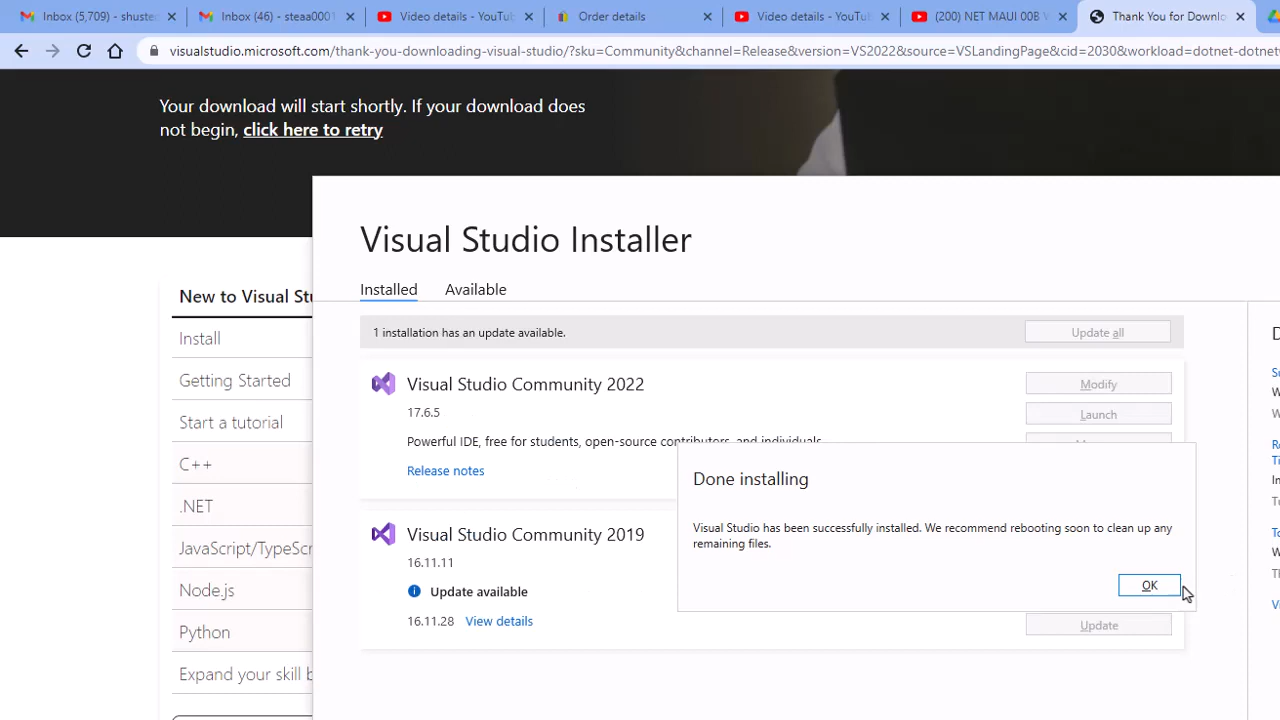 Inbox (5,709) - shuste
Inbox (46) - steaa0001
Video details - YouTub
Order details
Video details - YouTub
(200) NET MAUI 00B V
Thank You for Downlo
visualstudio.microsoft.com/thank-you-downloading-visual-studio/?sku=Community&channel=Release&version=VS2022&source=VSLandingPage&cid=2030&workload=dotnet-dotne
Your download will start shortly. If your download does
not begin, click here to retry
New to Visual Stu
Install
Getting Started
Start a tutorial
C++
.NET
JavaScript/TypeScr
Node.js
Python
Expand your skill b
Visual Studio Installer
Installed
Available
1 installation has an update available.
Update all
Visual Studio Community 2022
Modify
17.6.5
Launch
Powerful IDE, free for students, open-source contributors, and individuals
Release notes
Done installing
Visual Studio has been successfully installed. We recommend rebooting soon to clean up any
remaining files.
OK
Visual Studio Community 2019
16.11.11
Update available
16.11.28 View details
Update